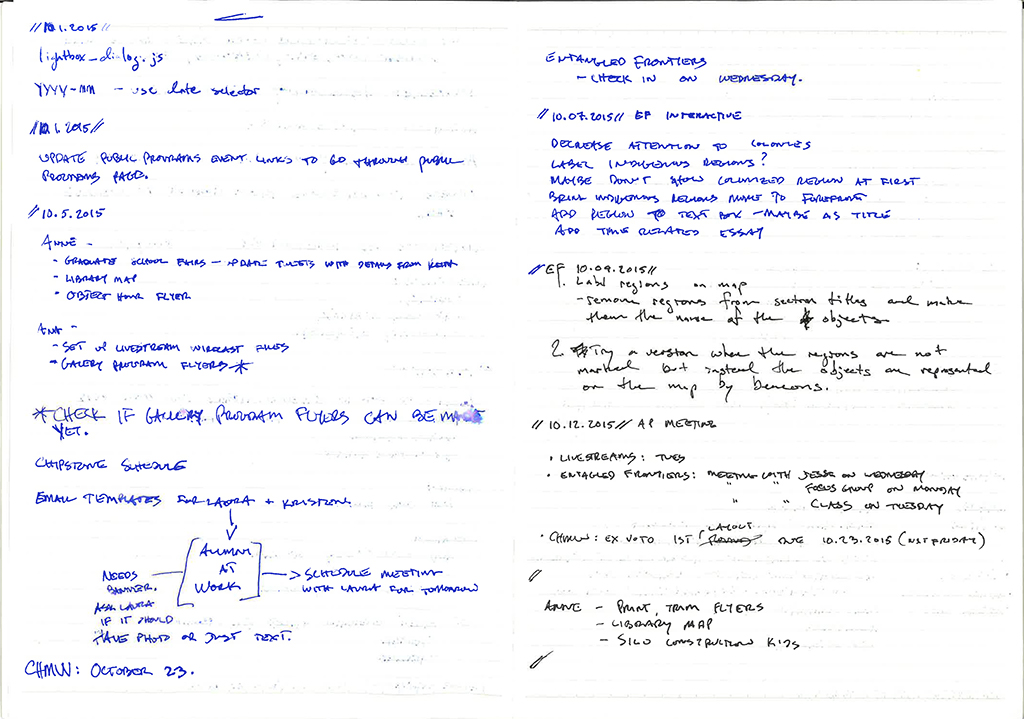 // 10.1.2015 //
lightbox_dialog.js
YYYY-MM - use date selector
// 10.1.2015 //
UPDATE PUBLIC PROGRAMS EVENT LINKS TO GO THROUGH PUBLIC
PROGRAMS PAGE.
// 10.5.2015
ANNE -
- GRADUATE SCHOOL FAIRS - UPDATE TWEETS WITH DETAILS FROM KEITH
- LIBRARY MAP
- OBJECT HOUR FLYER
ANA -
- SET UP LIVESTREAM WIRECAST FILES
- GALLERY PROGRAM FLYERS *
* CHECK IF GALLERY PROGRAM FLYERS CAN BE MADE
YET.
CHIPSTONE SCHEDULE
EMAIL TEMPLATES FOR LAURA + KRISTON
ALUMNI
AT
WORK
NEEDS
BANNER.
ASK LAURA
IF IT SHOULD
HAVE PHOTO OR JUST TEXT.
-> SCHEDULE MEETING
WITH LAURA FOR TOMORROW
CHMW: OCTOBER 23.
ENTANGLED FRONTIERS
- CHECK IN ON WEDNESDAY.
// 10.07.2015 // EF INTERACTIVE
DECREASE ATTENTION TO COLONIES
LABEL INDIGENOUS REGIONS?
MAYBE DON'T SHOW COLONIZED REGION AT FIRST
BRING INDIGENOUS REGIONS MORE TO FOREFRONT
ADD REGION TO TEXT BOX - MAYBE AS TITLE
ADD RELATED ESSAY
// EF 10.09.2015 //
1. Label regions on map
- remove regions from section titles and make
them the name of the objects
2. Try a version where the regions are not
marked but instead the objects are represented
on the map by beacons.
// 10.12.2015 // AP MEETING
• LIVESTREAMS: TUES
• ENTAGLED FRONTIERS: MEETING WITH JESSE ON WEDNESDAY
" " FOCUS GROUP ON MONDAY
" " CLASS ON TUESDAY
LAYOUT
• CHMW: EX VOTO 1ST DUE 10.23.2015 (NXT FRIDAY)
//
ANNE - PRINT, TRIM FLYERS
- LIBRARY MAP
- SILO CONSTRUCTION KIDS
//